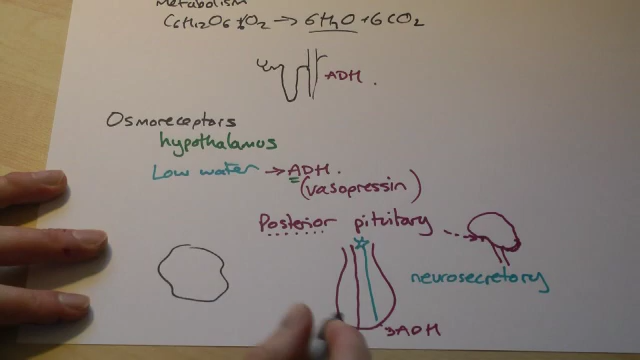 Metabolism
C6H12O6 + O2 → 6H2O + 6CO2
ADH.
Osmoreceptors
hypothalamus
Low water → ADH.
(vasopressin)
Posterior pituitary
neurosecretory
ADH